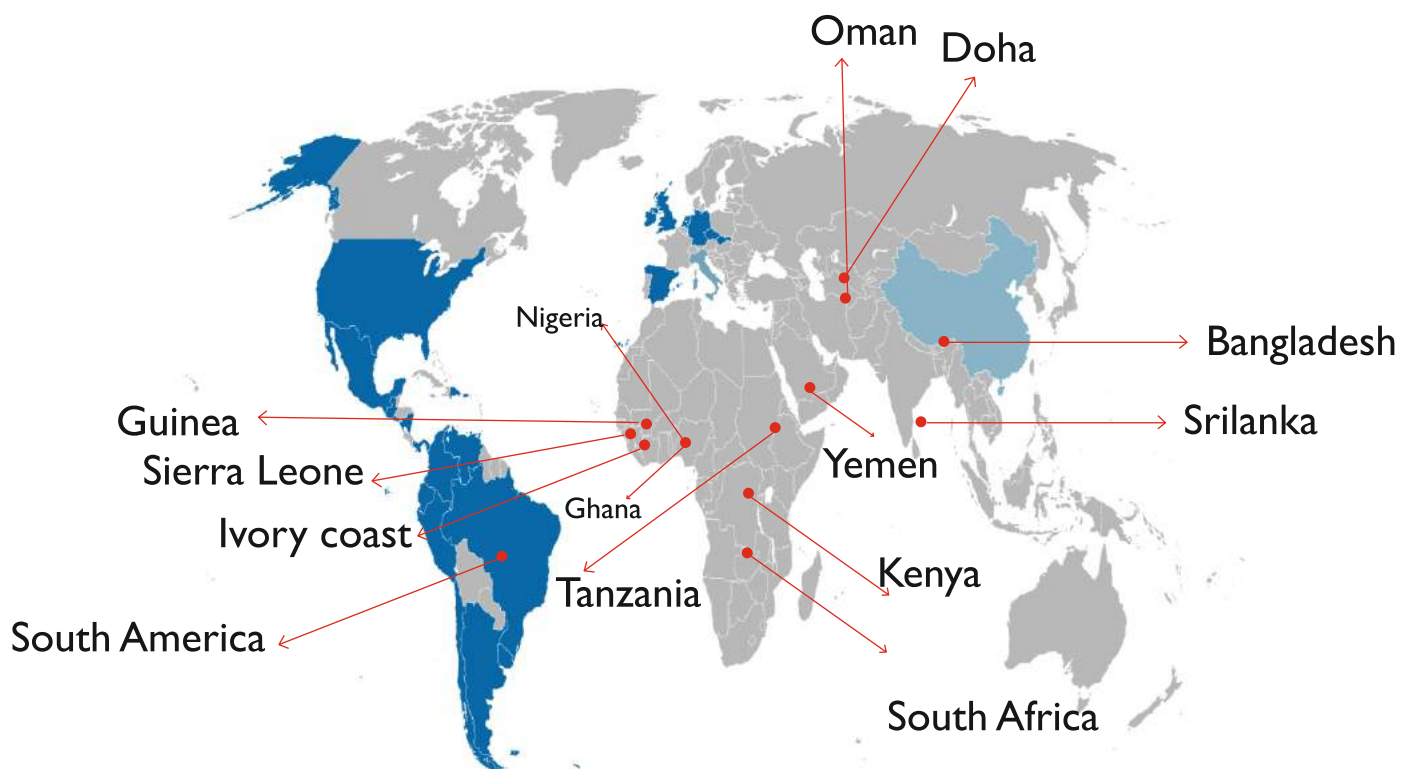 Oman
Doha
Nigeria
Bangladesh
Guinea
Srilanka
Sierra Leone
Yemen
Ghana
Ivory coast
Kenya
Tanzania
South America
South Africa